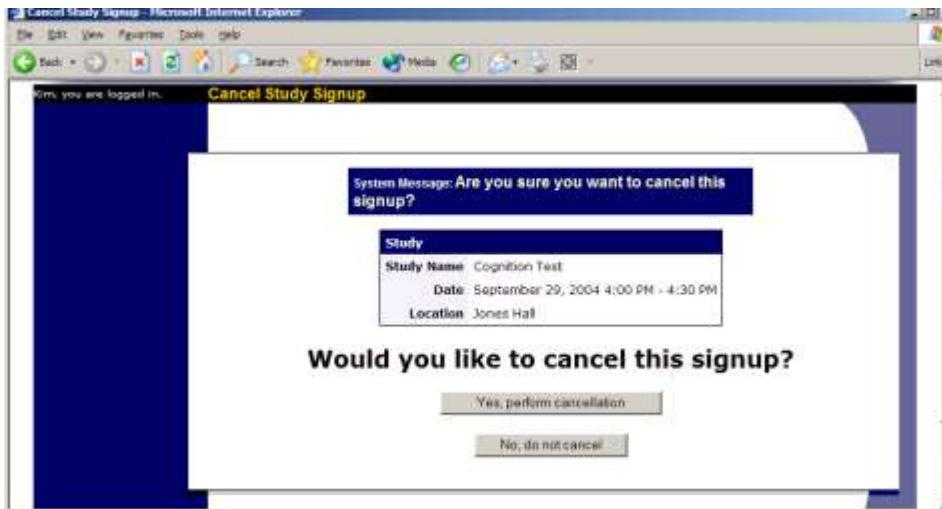 Cancel Study Signup - Microsoft Internet Explorer
File Edit View Favorites Tools Help
Back Search Favorites Media
Kim, you are logged in. Cancel Study Signup
System Message: Are you sure you want to cancel this
signup?
Study
Study Name Cognition Test
Date September 29, 2004 4:00 PM - 4:30 PM
Location Jones Hall
Would you like to cancel this signup?
Yes, perform cancellation
No, do not cancel